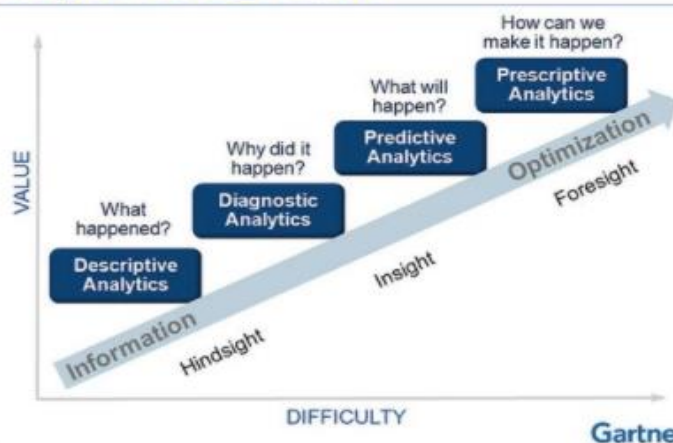 How can we
make it happen?
Prescriptive
Analytics
What will
happen?
Predictive
Analytics
Why did it
happen?
Diagnostic
Analytics
What
happened?
Descriptive
Analytics
VALUE
Information
Optimization
Hindsight
Insight
Foresight
DIFFICULTY
Gartne